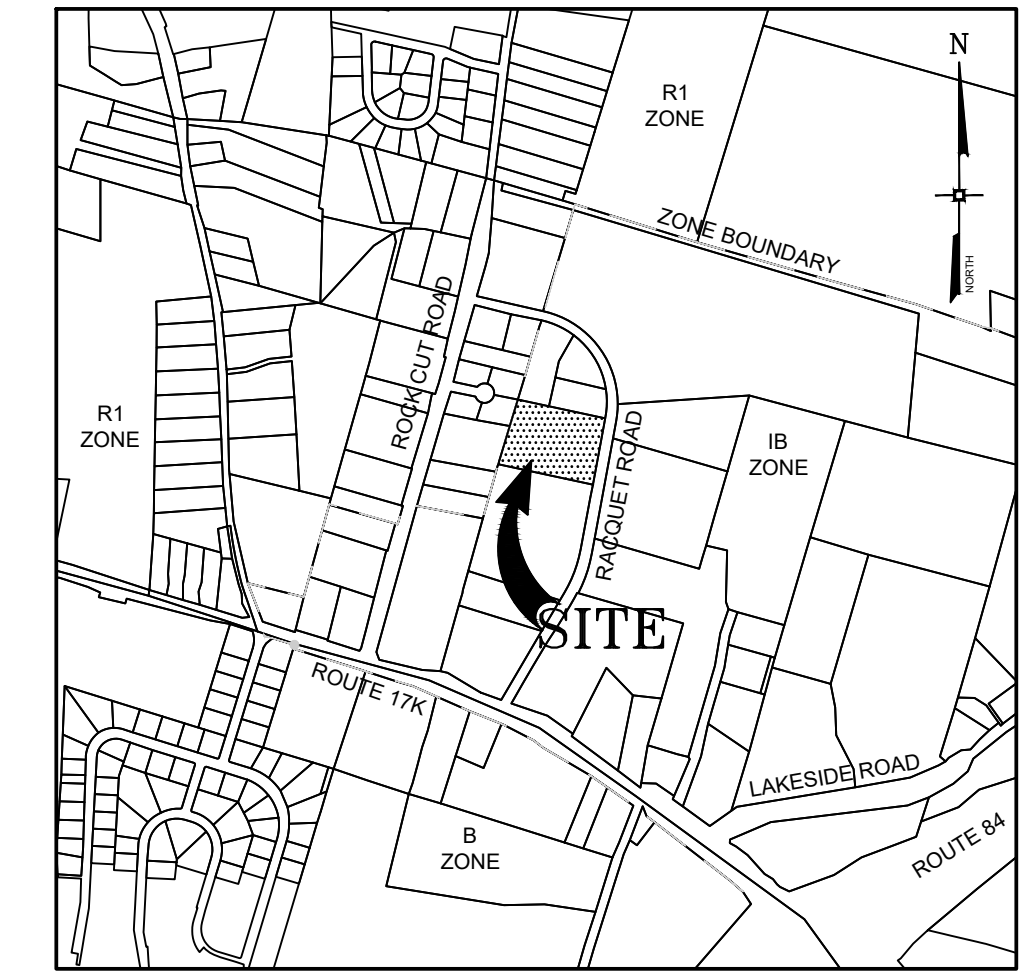 N
R1
ZONE
ZONE BOUNDARY
NORTH
ROCK CUT ROAD
R1
ZONE
IB
ZONE
RACQUET ROAD
SITE
ROUTE 17K
LAKESIDE ROAD
B
ZONE
ROUTE 84